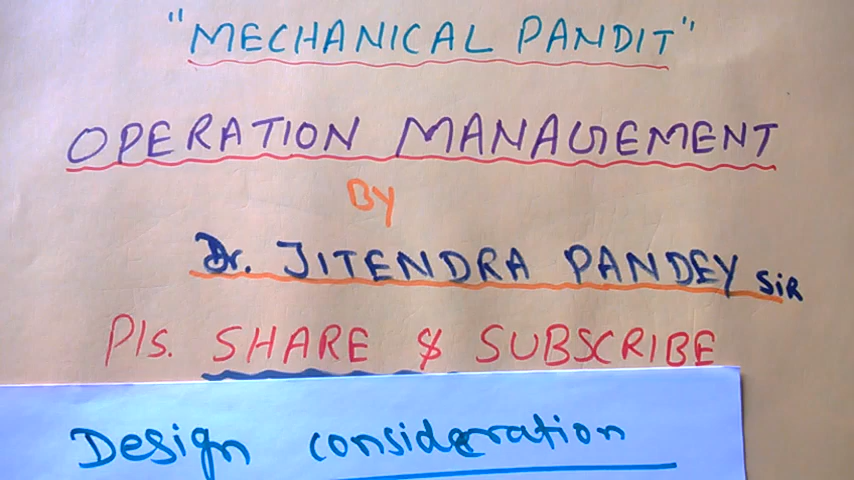 "MECHANICAL PANDIT"
OPERATION MANAGEMENT
BY
Dr. JITENDRA PANDEY SiR
Pls. SHARE & SUBSCRIBE
Design consideration